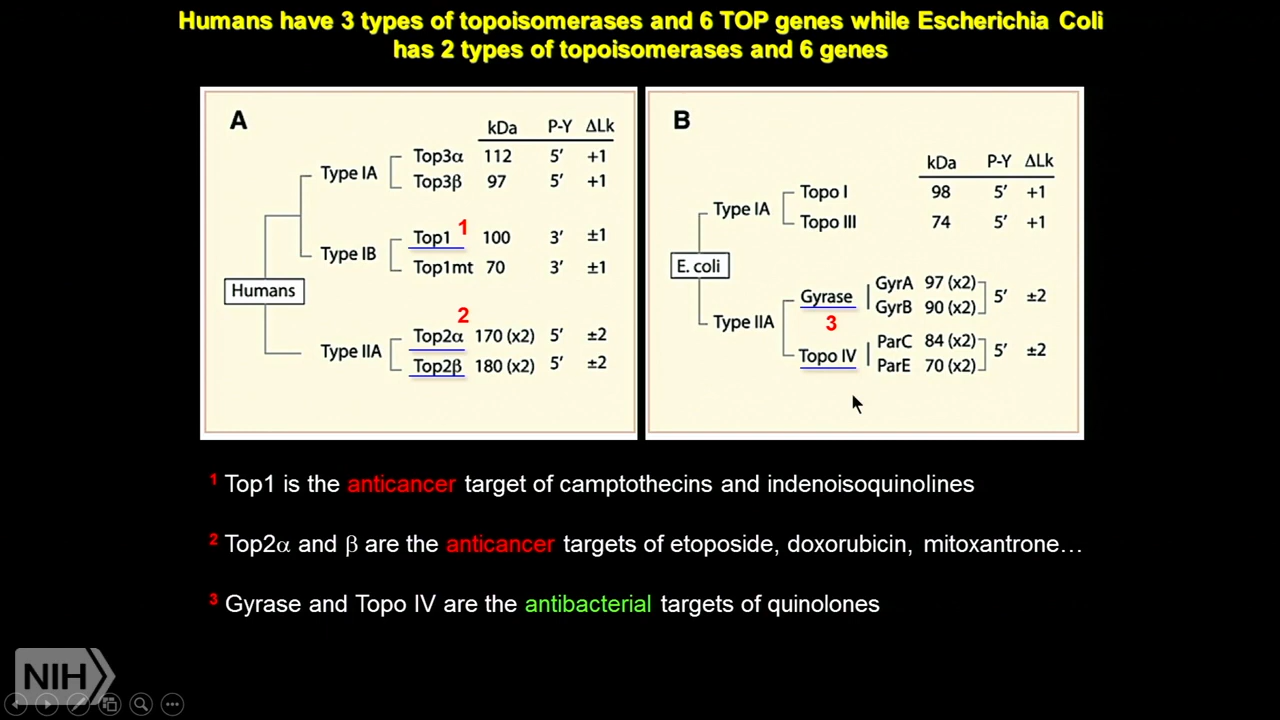 Humans have 3 types of topoisomerases and 6 TOP genes while Escherichia Coli
has 2 types of topoisomerases and 6 genes
A
kDa P-Y ΔLk
Type IA
Top3α 112 5′ +1
Top3β 97 5′ +1
Type IB
Top1 1 100 3′ ±1
Top1mt 70 3′ ±1
Humans
2
Type IIA
Top2α 170 (x2) 5′ ±2
Top2β 180 (x2) 5′ ±2
B
kDa P-Y ΔLk
Type IA
Topo I 98 5′ +1
Topo III 74 5′ +1
E. coli
Type IIA
Gyrase
GyrA 97 (x2)
GyrB 90 (x2)
5′ ±2
3
Topo IV
ParC 84 (x2)
ParE 70 (x2)
5′ ±2
1 Top1 is the anticancer target of camptothecins and indenoisoquinolines
2 Top2α and β are the anticancer targets of etoposide, doxorubicin, mitoxantrone…
3 Gyrase and Topo IV are the antibacterial targets of quinolones
NIH